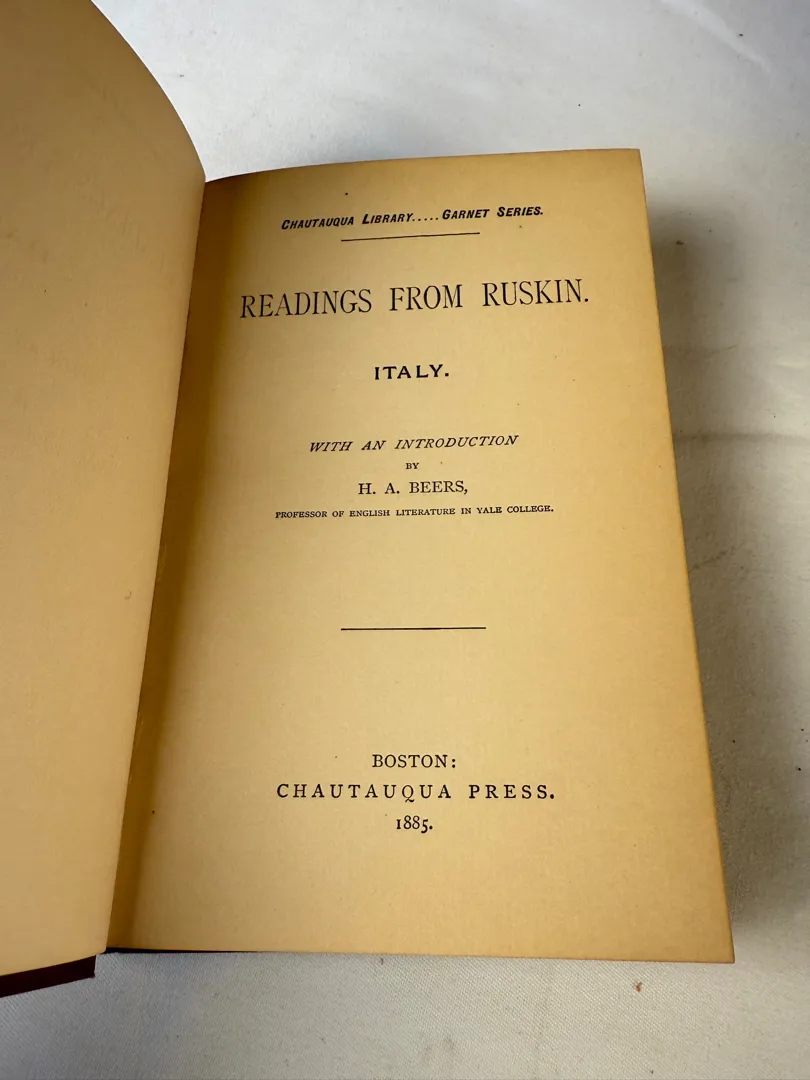 CHAUTAUQUA LIBRARY.....GARNET SERIES.
READINGS FROM RUSKIN.
ITALY.
WITH AN INTRODUCTION
BY
H. A. BEERS,
PROFESSOR OF ENGLISH LITERATURE IN YALE COLLEGE.
BOSTON:
CHAUTAUQUA PRESS.
1885.